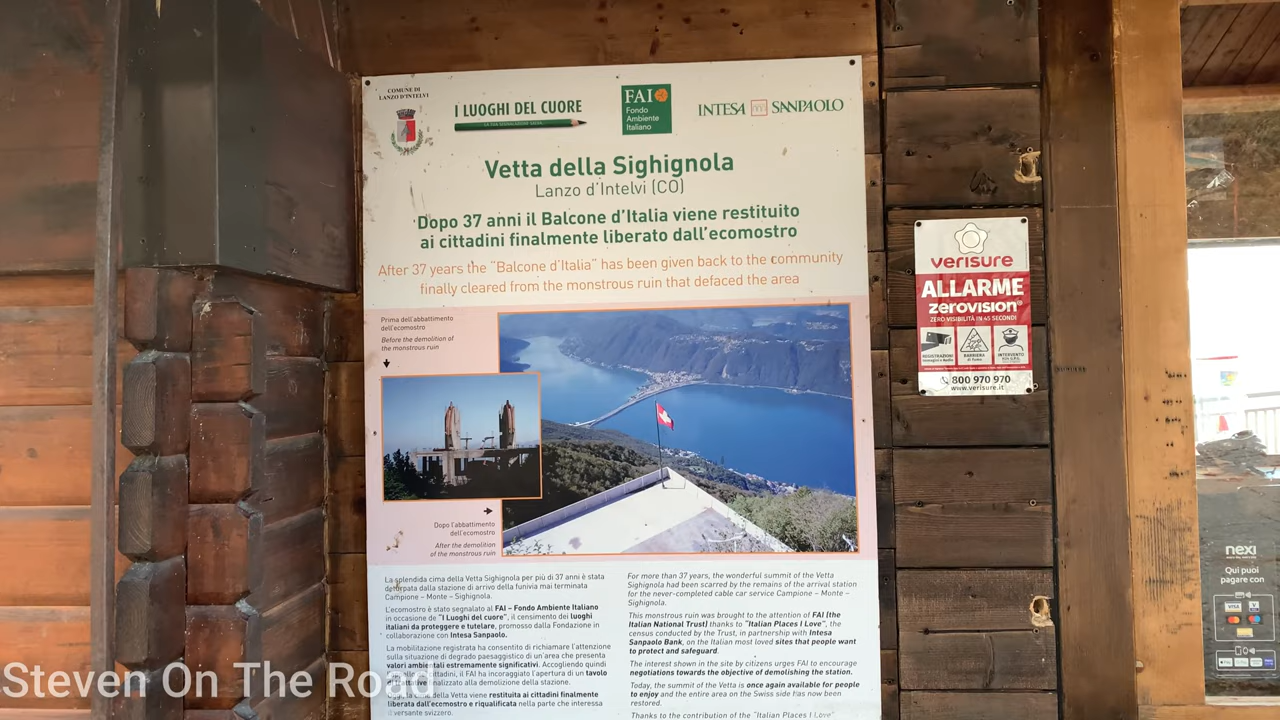 COMUNE DI
LANZO D'INTELVI
I LUOGHI DEL CUORE
FAI
Fondo
Ambiente
Italiano
INTESA SANPAOLO
Vetta della Sighignola
Lanzo d'Intelvi (CO)
Dopo 37 anni il Balcone d'Italia viene restituito
ai cittadini finalmente liberato dall'ecomostro
After 37 years the "Balcone d'Italia" has been given back to the community
finally cleared from the monstrous ruin that defaced the area
Prima dell'abbattimento
dell'ecomostro
Before the demolition of
the monstrous ruin
Dopo l'abbattimento
dell'ecomostro
After the demolition
of the monstrous ruin
La splendida cima della Vetta Sighignola per più di 37 anni è stata
deturpata dalla stazione di arrivo della funivia mai terminata
Campione – Monte – Sighignola.
L'ecomostro è stato segnalato al FAI – Fondo Ambiente Italiano
in occasione de "I Luoghi del cuore", il censimento dei luoghi
italiani da proteggere e tutelare, promosso dalla Fondazione in
collaborazione con Intesa Sanpaolo.
La mobilitazione registrata ha consentito di richiamare l'attenzione
sulla situazione di degrado paesaggistico di un'area che presenta
valori ambientali estremamente significativi. Accogliendo quindi
cittadini, il FAI ha incoraggiato l'apertura di un tavolo
finalizzato alla demolizione della stazione.
della Vetta viene restituita ai cittadini finalmente
liberata dall'ecomostro e riqualificata nella parte che interessa
versante svizzero.
For more than 37 years, the wonderful summit of the Vetta
Sighignola had been scarred by the remains of the arrival station
for the never-completed cable car service Campione – Monte –
Sighignola.
This monstrous ruin was brought to the attention of FAI (the
Italian National Trust) thanks to "Italian Places I Love", the
census conducted by the Trust, in partnership with Intesa
Sanpaolo Bank, on the Italian most loved sites that people want
to protect and safeguard.
The interest shown in the site by citizens urges FAI to encourage
negotiations towards the objective of demolishing the station.
Today, the summit of the Vetta is once again available for people
to enjoy and the entire area on the Swiss side has now been
restored.
Thanks to the contribution of the "Italian Places I Love"
verisure
ALLARME
zerovision
ZERO VISIBILITÀ IN 45 SECONDI
REGISTRAZIONI
Immagini e Audio
BARRIERA
di Fumo
INTERVENTO
800 970 970
www.verisure.it
nexi
Qui puoi
pagare con
VISA
Steven On The Road